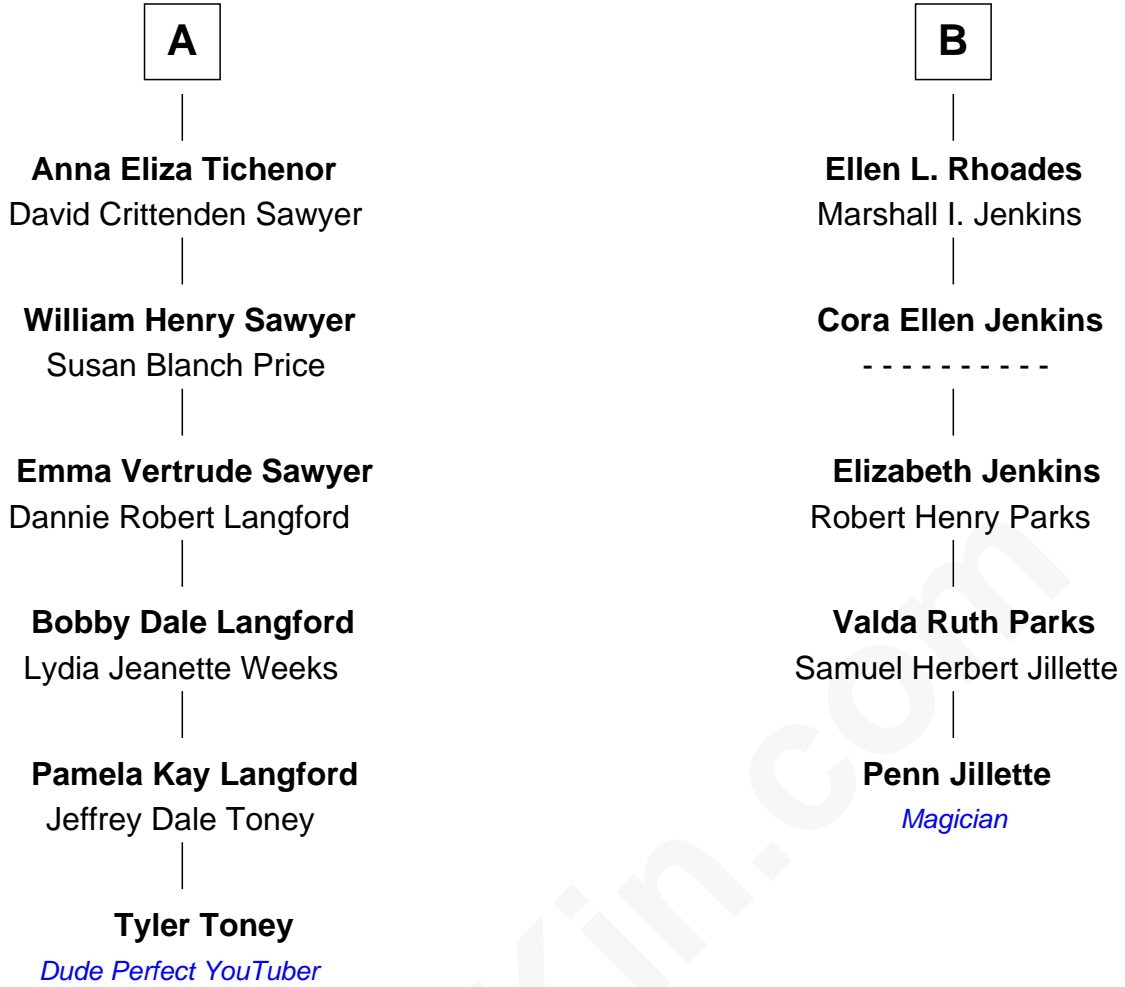 A
Anna Eliza Tichenor
David Crittenden Sawyer
William Henry Sawyer
Susan Blanch Price
Emma Vertrude Sawyer
Dannie Robert Langford
Bobby Dale Langford
Lydia Jeanette Weeks
Pamela Kay Langford
Jeffrey Dale Toney
Tyler Toney
Dude Perfect YouTuber
B
Ellen L. Rhoades
Marshall I. Jenkins
Cora Ellen Jenkins
- - - - - - - - - -
Elizabeth Jenkins
Robert Henry Parks
Valda Ruth Parks
Samuel Herbert Jillette
Penn Jillette
Magician